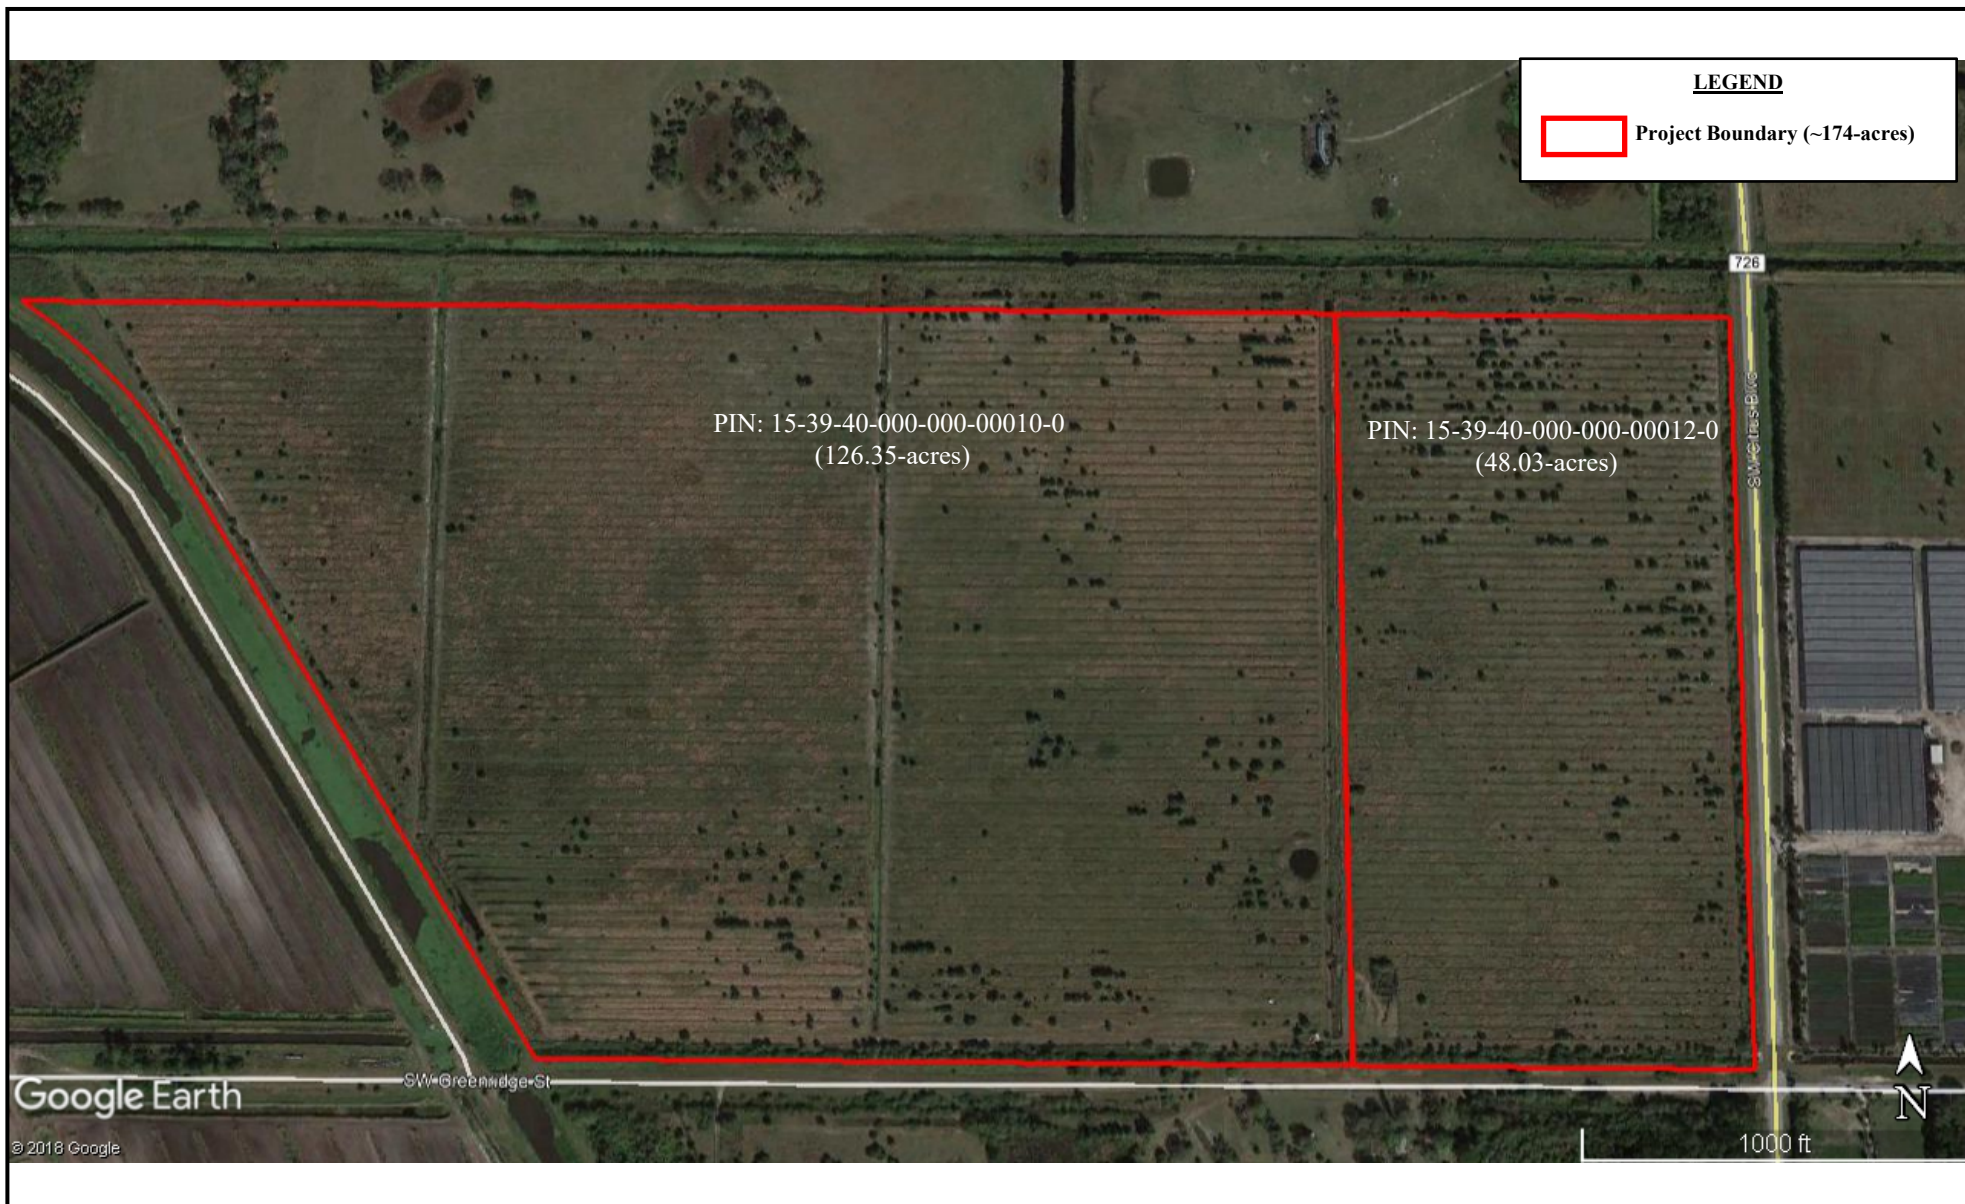 LEGEND
Project Boundary (~174-acres)
726
SW Citrus Blvd
PIN: 15-39-40-000-000-00010-0
(126.35-acres)
PIN: 15-39-40-000-000-00012-0
(48.03-acres)
SW Greenridge St
Google Earth
© 2018 Google
N
1000 ft